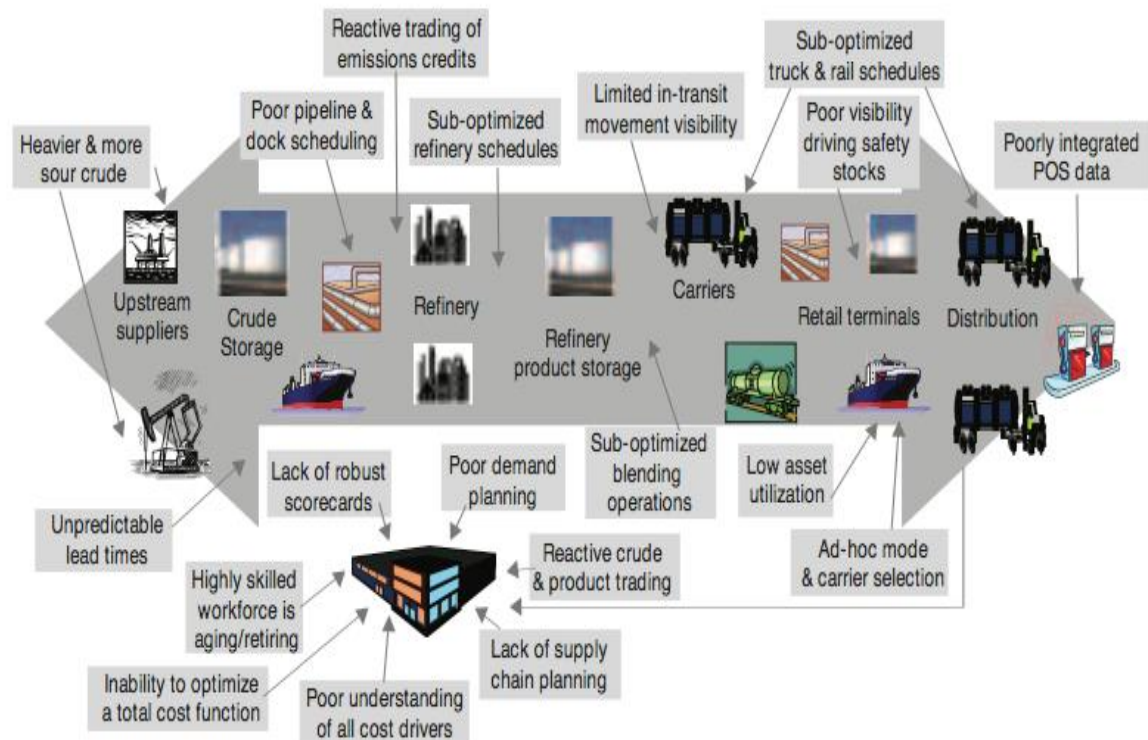 Reactive trading of
emissions credits
Sub-optimized
truck & rail schedules
Poor pipeline &
dock scheduling
Sub-optimized
refinery schedules
Limited in-transit
movement visibility
Poor visibility
driving safety
stocks
Heavier & more
sour crude
Poorly integrated
POS data
Upstream
suppliers
Crude
Storage
Refinery
Refinery
product storage
Carriers
Retail terminals
Distribution
Unpredictable
lead times
Lack of robust
scorecards
Poor demand
planning
Sub-optimized
blending
operations
Low asset
utilization
Ad-hoc mode
& carrier selection
Highly skilled
workforce is
aging/retiring
Reactive crude
& product trading
Inability to optimize
a total cost function
Poor understanding
of all cost drivers
Lack of supply
chain planning